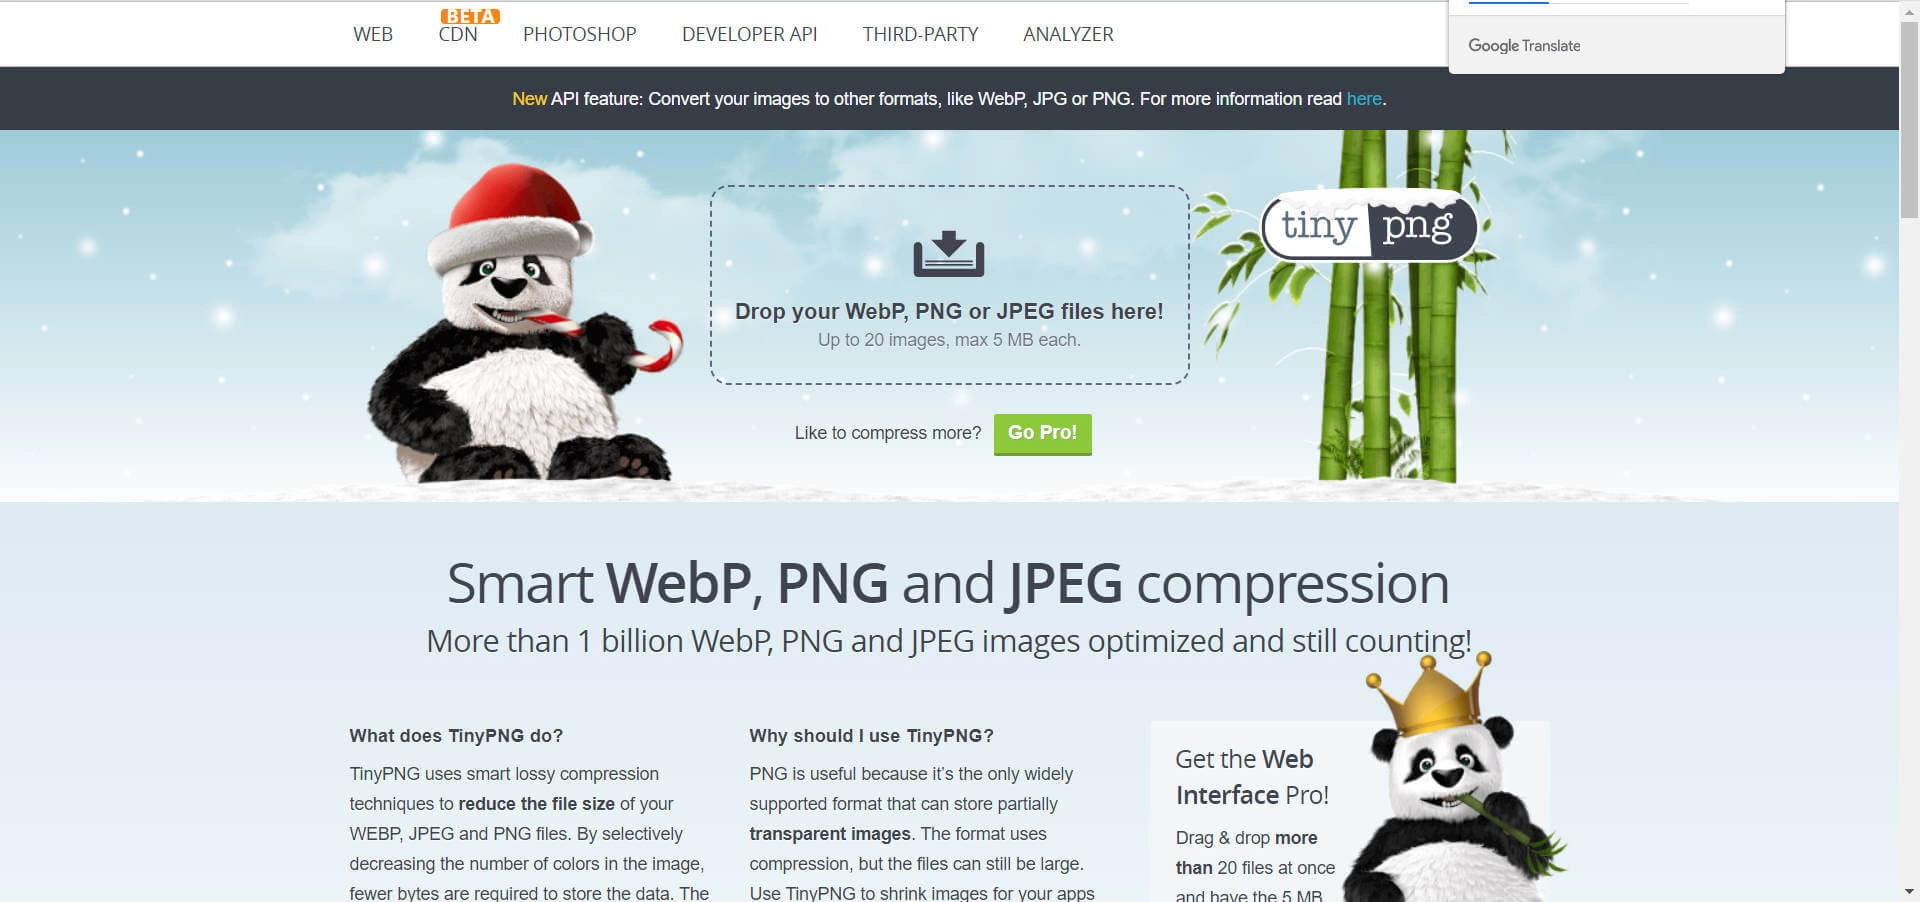 WEB
BETA
CDN
PHOTOSHOP
DEVELOPER API
THIRD-PARTY
ANALYZER
Google Translate
New API feature: Convert your images to other formats, like WebP, JPG or PNG. For more information read here.
tiny png
Drop your WebP, PNG or JPEG files here!
Up to 20 images, max 5 MB each.
Like to compress more? Go Pro!
Smart WebP, PNG and JPEG compression
More than 1 billion WebP, PNG and JPEG images optimized and still counting!
What does TinyPNG do?
TinyPNG uses smart lossy compression
techniques to reduce the file size of your
WEBP, JPEG and PNG files. By selectively
decreasing the number of colors in the image,
fewer bytes are required to store the data. The
Why should I use TinyPNG?
PNG is useful because it’s the only widely
supported format that can store partially
transparent images. The format uses
compression, but the files can still be large.
Use TinyPNG to shrink images for your apps
Get the Web
Interface Pro!
Drag & drop more
than 20 files at once
and have the 5 MB